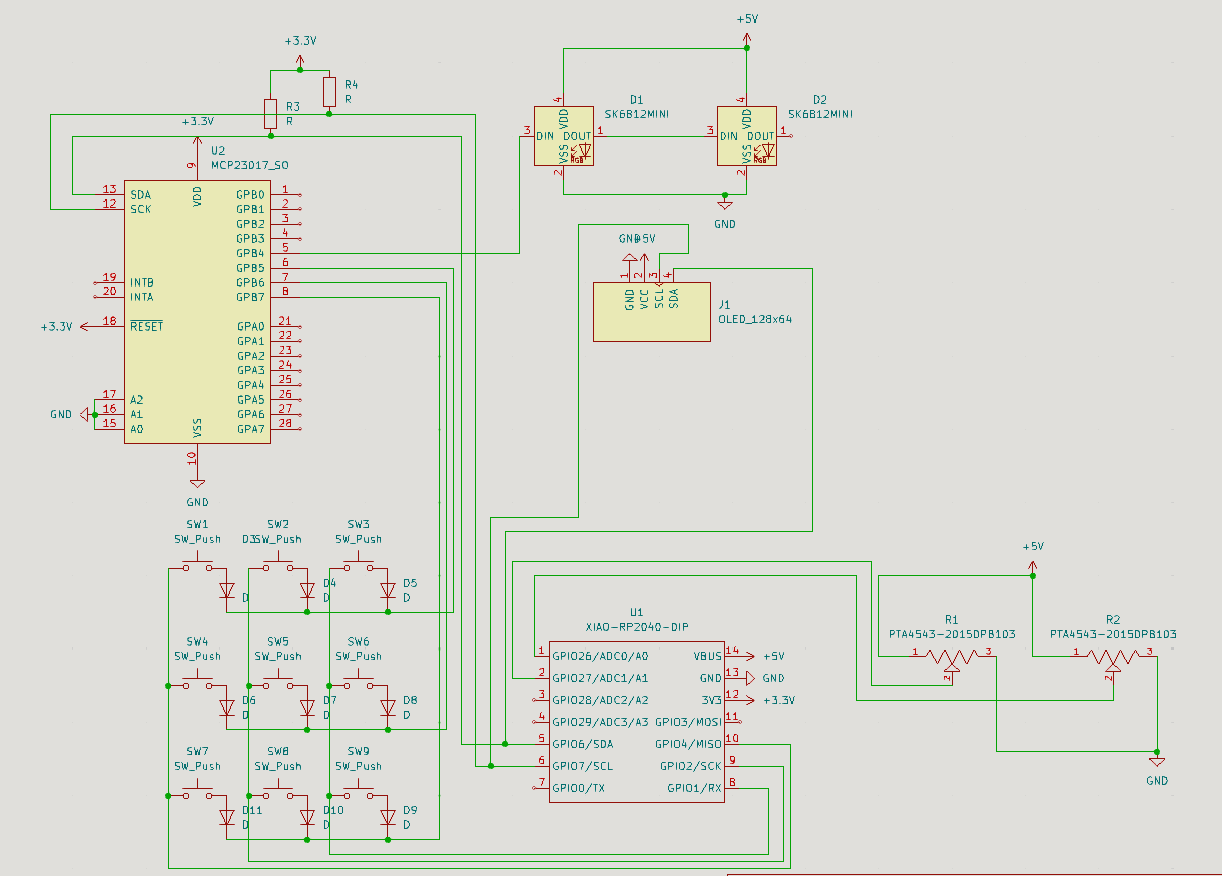 +3.3V
R4
R
R3
R
+3.3V
U2
MCP23017_SO
9
VDD
13 SDA
12 SCK
19 INTB
20 INTA
18 RESET
+3.3V
17 A2
16 A1
15 A0
GND
GPB0 1
GPB1 2
GPB2 3
GPB3 4
GPB4 5
GPB5 6
GPB6 7
GPB7 8
GPA0 21
GPA1 22
GPA2 23
GPA3 24
GPA4 25
GPA5 26
GPA6 27
GPA7 28
VSS
10
GND
+5V
D1
SK6812MINI
4
VDD
3 DIN
DOUT 1
VSS
RGB
2
D2
SK6812MINI
4
VDD
3 DIN
DOUT 1
VSS
RGB
2
GND
GND
+5V
1 GND
2 VCC
3 SCL
4 SDA
J1
OLED_128x64
SW1
SW_Push
D3
D
SW2
SW_Push
D4
D
SW3
SW_Push
D5
D
SW4
SW_Push
D6
D
SW5
SW_Push
D7
D
SW6
SW_Push
D8
D
SW7
SW_Push
D11
D
SW8
SW_Push
D10
D
SW9
SW_Push
D9
D
U1
XIAO-RP2040-DIP
1 GPIO26/ADC0/A0
2 GPIO27/ADC1/A1
3 GPIO28/ADC2/A2
4 GPIO29/ADC3/A3
5 GPIO6/SDA
6 GPIO7/SCL
7 GPIO0/TX
VBUS 14 +5V
GND 13 GND
3V3 12 +3.3V
GPIO3/MOSI 11
GPIO4/MISO 10
GPIO2/SCK 9
GPIO1/RX 8
+5V
R1
PTA4543-2015DPB103
1
3
2
R2
PTA4543-2015DPB103
1
3
2
GND